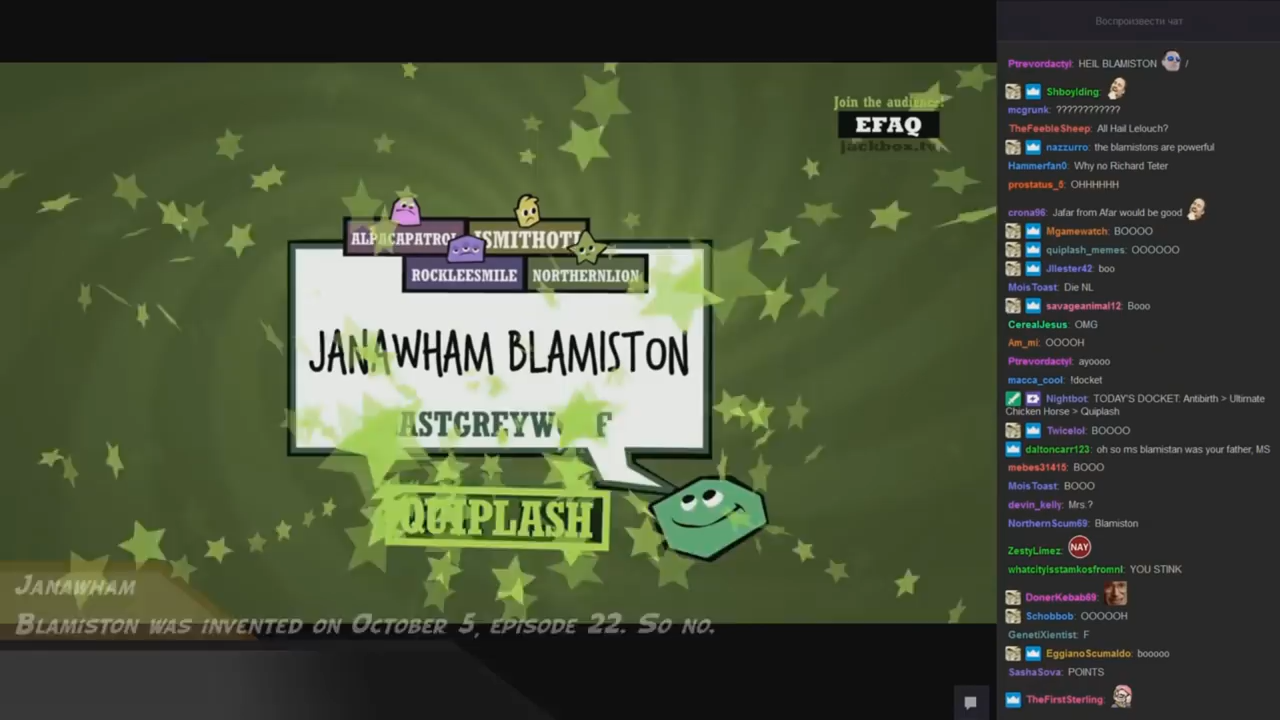 Join the audience!
EFAQ
jackbox.tv
ALPACAPATROL
JSMITHOTI
ROCKLEESMILE
NORTHERNLION
JANAWHAM BLAMISTON
QUIPLASH
JANAWHAM
BLAMISTON WAS INVENTED ON OCTOBER 5, EPISODE 22. SO NO.
Воспроизвести чат
Ptrevordactyl: HEIL BLAMISTON /
Shboylding:
mcgrunk: ????????????
TheFeebleSheep: All Hail Lelouch?
nazzurro: the blamistons are powerful
Hammerfan0: Why no Richard Teter
prostatus_5: OHHHHHH
crona96: Jafar from Afar would be good
Mgamewatch: BOOOO
quiplash_memes: OOOOOO
Jllester42: boo
MoisToast: Die NL
savageanimal12: Booo
CerealJesus: OMG
Am_mi: OOOOH
Ptrevordactyl: ayoooo
macca_cool: !docket
Nightbot: TODAY'S DOCKET: Antibirth > Ultimate
Chicken Horse > Quiplash
Twicelol: BOOOO
daltoncarr123: oh so ms blamistan was your father, MS
mebes31415: BOOO
MoisToast: BOOO
devin_kelly: Mrs.?
NorthernScum69: Blamiston
ZestyLimez: NAY
whatcityisstamkosfromnl: YOU STINK
DonerKebab69:
Schobbob: OOOOOH
GenetiXientist: F
EggianoScumaldo: booooo
SashaSova: POINTS
TheFirstSterling: